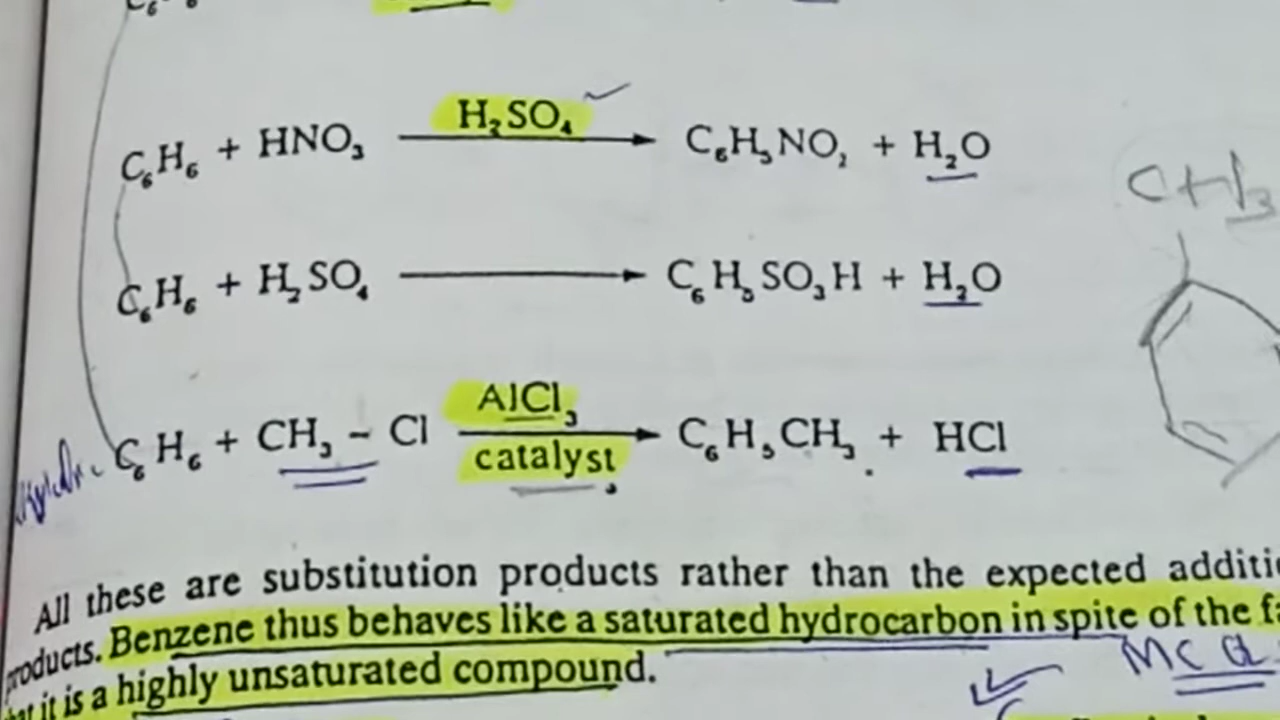 H₂SO₄
C₆H₆ + HNO₃ → C₆H₅NO₂ + H₂O
CH₃
C₆H₆ + H₂SO₄ → C₆H₅SO₃H + H₂O
AlCl₃
C₆H₆ + CH₃ – Cl → C₆H₅CH₃ + HCl
catalyst
All these are substitution products rather than the expected
products. Benzene thus behaves like a saturated hydrocarbon in spite of the
it is a highly unsaturated compound.
MCQ